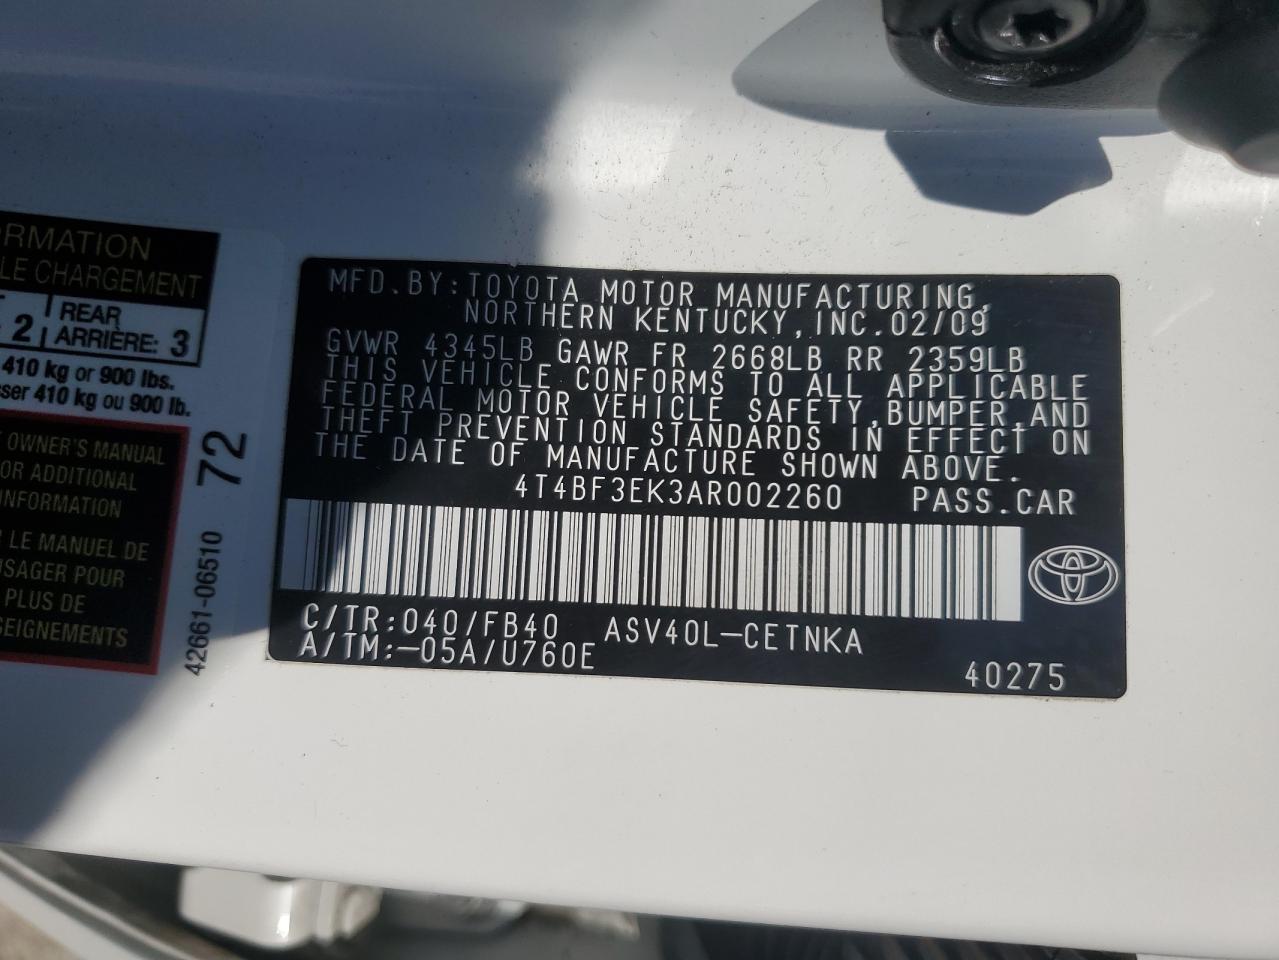 ORMATION
LE CHARGEMENT
2
REAR
ARRIÈRE: 3
410 kg or 900 lbs.
sser 410 kg ou 900 lb.
OWNER'S MANUAL
OR ADDITIONAL
INFORMATION
R LE MANUEL DE
SAGER POUR
PLUS DE
SEIGNEMENTS
72
42661-06510
MFD. BY: TOYOTA MOTOR MANUFACTURING,
NORTHERN KENTUCKY, INC. 02/09
GVWR 4345LB GAWR FR 2668LB RR 2359LB
THIS VEHICLE CONFORMS TO ALL APPLICABLE
FEDERAL MOTOR VEHICLE SAFETY, BUMPER, AND
THEFT PREVENTION STANDARDS IN EFFECT ON
THE DATE OF MANUFACTURE SHOWN ABOVE.
4T4BF3EK3AR002260 PASS.CAR
C/TR:040/FB40 ASV40L-CETNKA
A/TM:-05A/U760E
40275